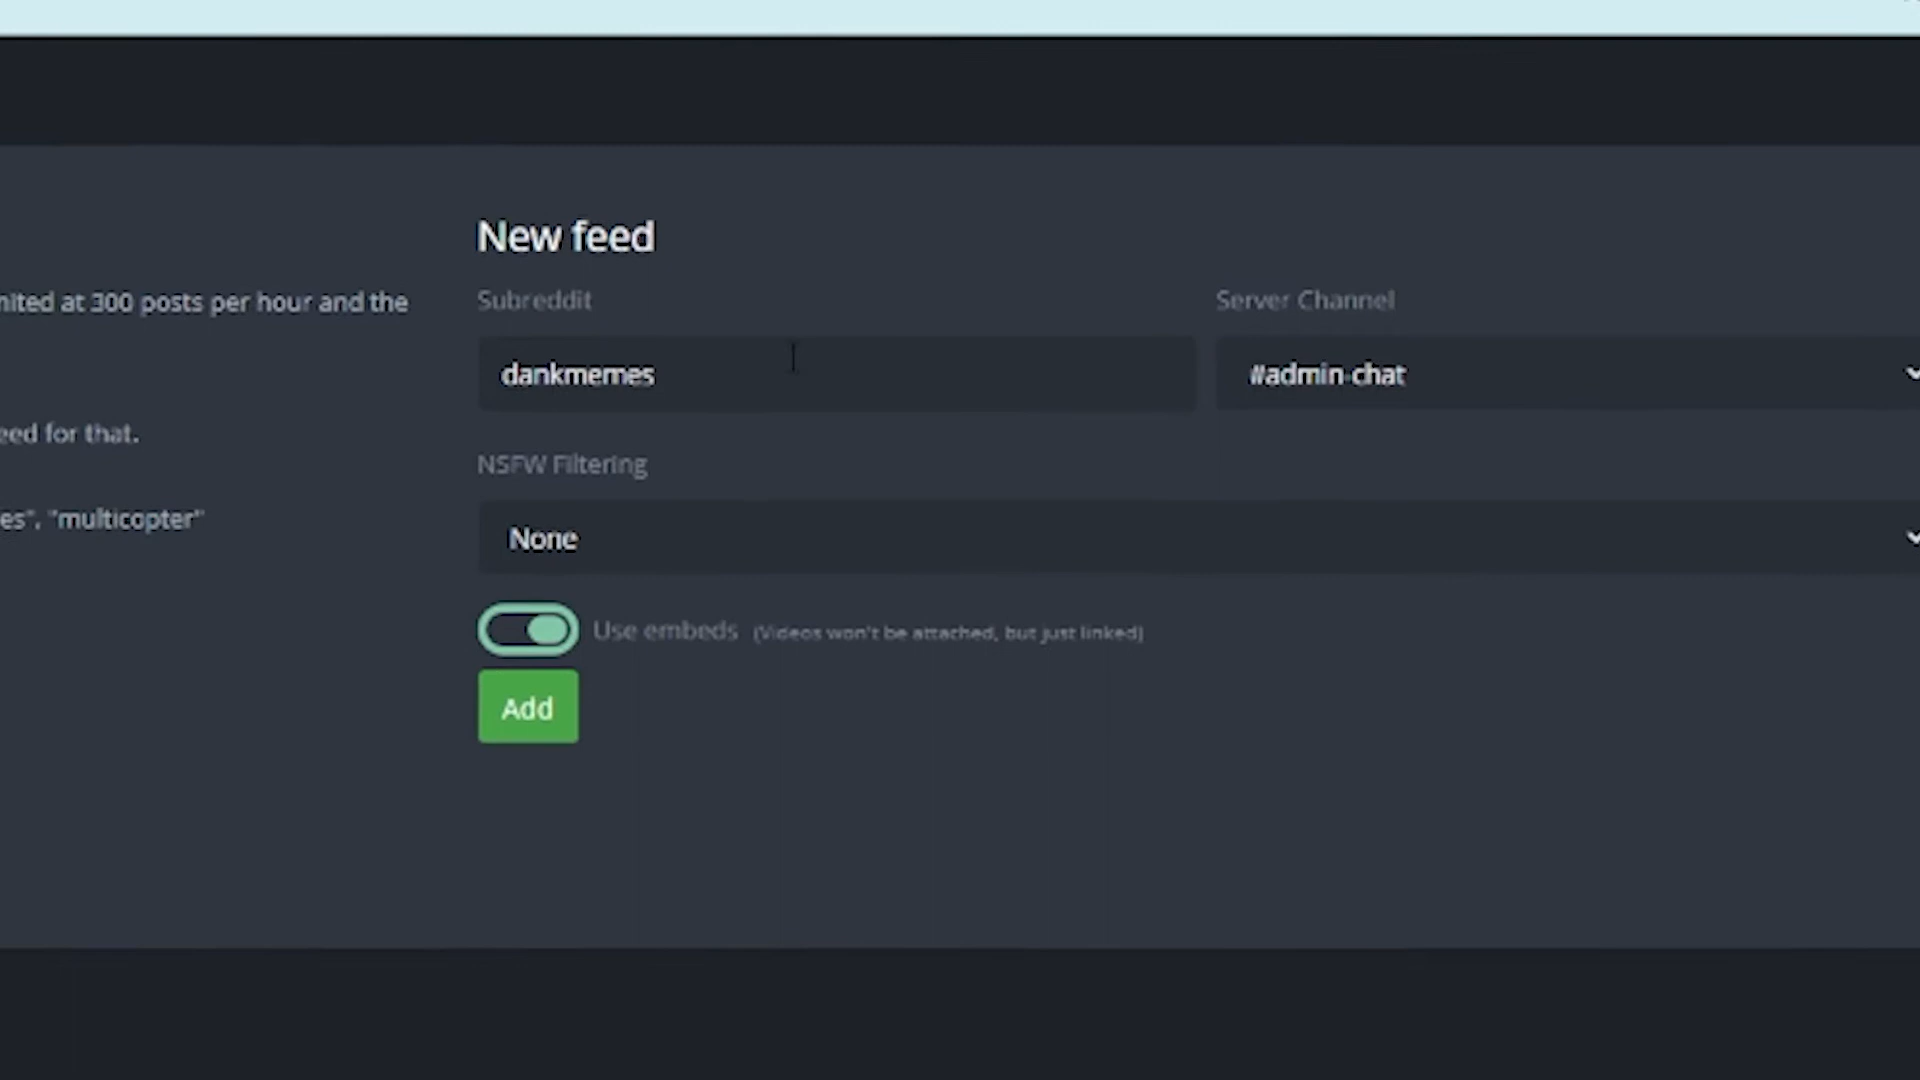 New feed
Subreddit
Server Channel
mited at 300 posts per hour and the
dankmemes
#admin-chat
eed for that.
NSFW Filtering
es", "multicopter"
None
Use embeds (Videos won't be attached, but just linked)
Add